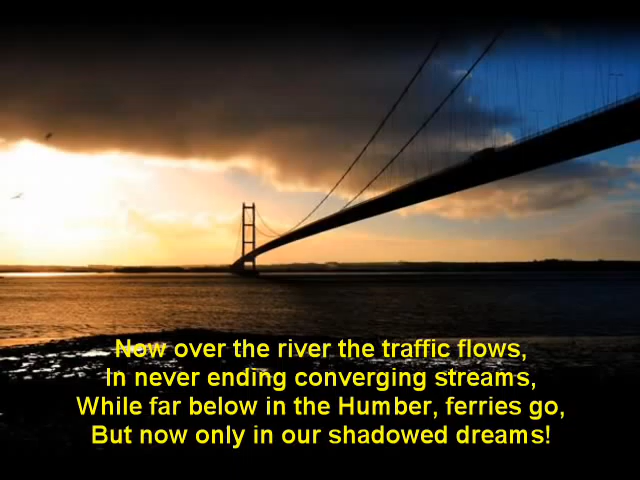 Now over the river the traffic flows,
In never ending converging streams,
While far below in the Humber, ferries go,
But now only in our shadowed dreams!